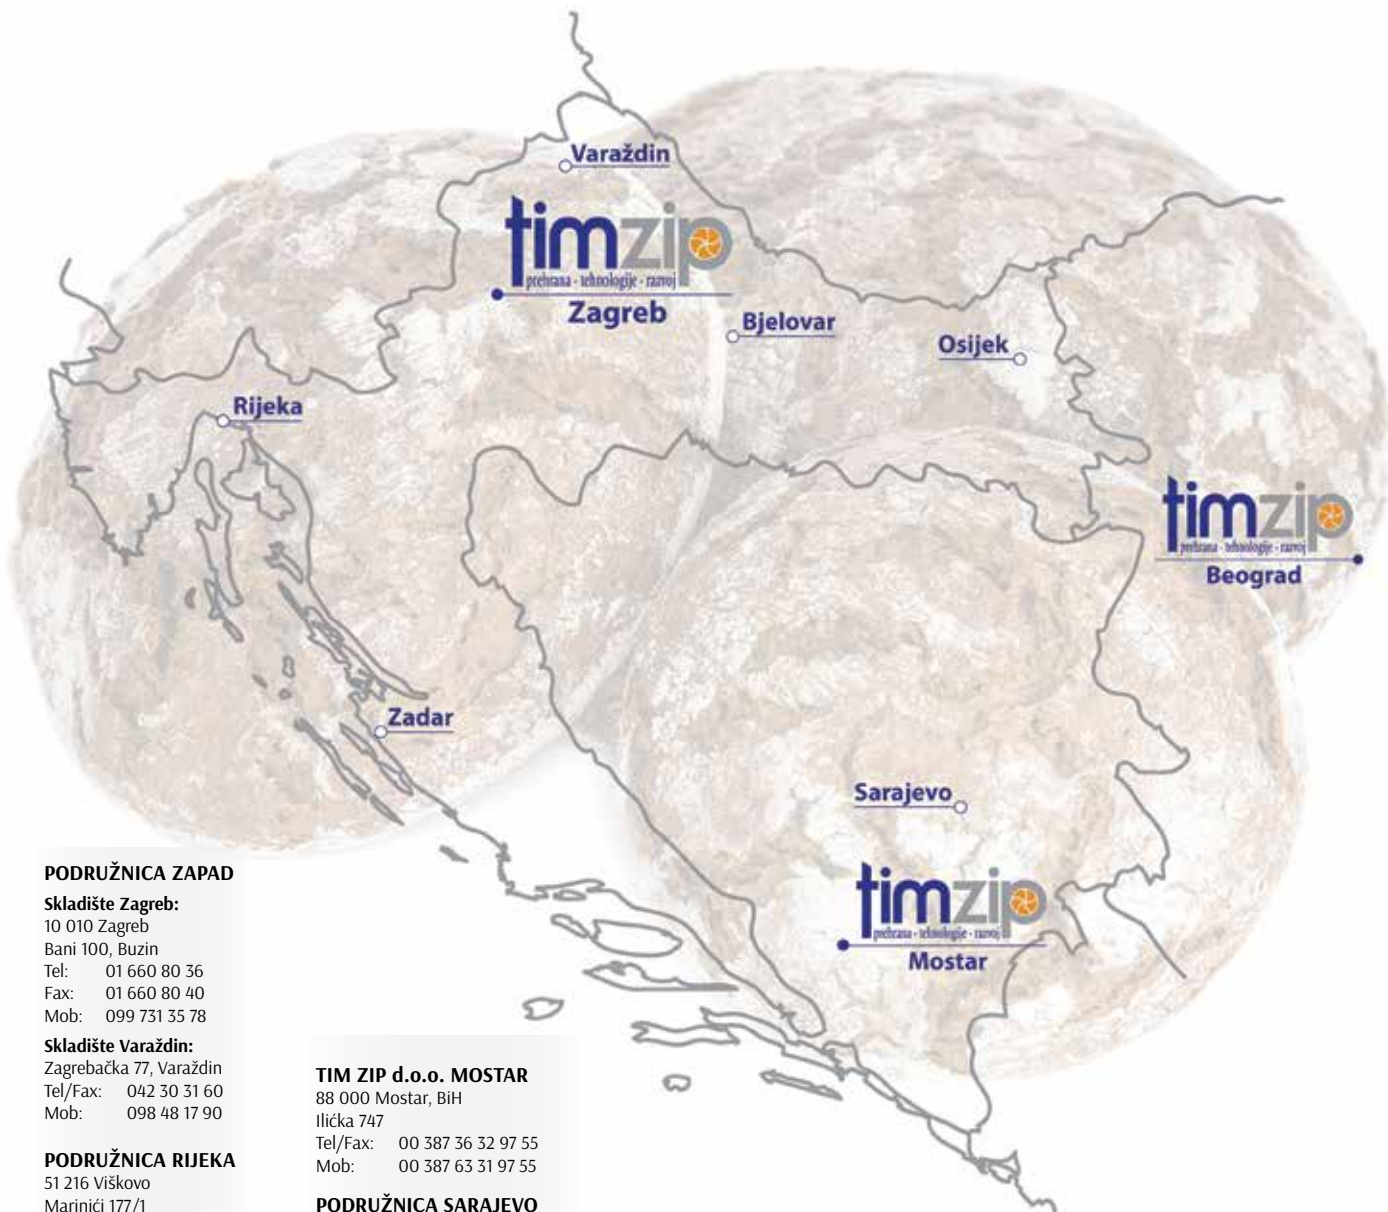 Varaždin
timzip
prehrana - tehnologije - razvoj
Zagreb
Bjelovar
Osijek
Rijeka
timzip
prehrana - tehnologije - razvoj
Beograd
Zadar
Sarajevo
timzip
prehrana - tehnologije - razvoj
Mostar
PODRUŽNICA ZAPAD
Skladište Zagreb:
10 010 Zagreb
Bani 100, Buzin
Tel: 01 660 80 36
Fax: 01 660 80 40
Mob: 099 731 35 78
Skladište Varaždin:
Zagrebačka 77, Varaždin
Tel/Fax: 042 30 31 60
Mob: 098 48 17 90
PODRUŽNICA RIJEKA
51 216 Viškovo
Marinići 177/1
TIM ZIP d.o.o. MOSTAR
88 000 Mostar, BiH
Ilićka 747
Tel/Fax: 00 387 36 32 97 55
Mob: 00 387 63 31 97 55
PODRUŽNICA SARAJEVO